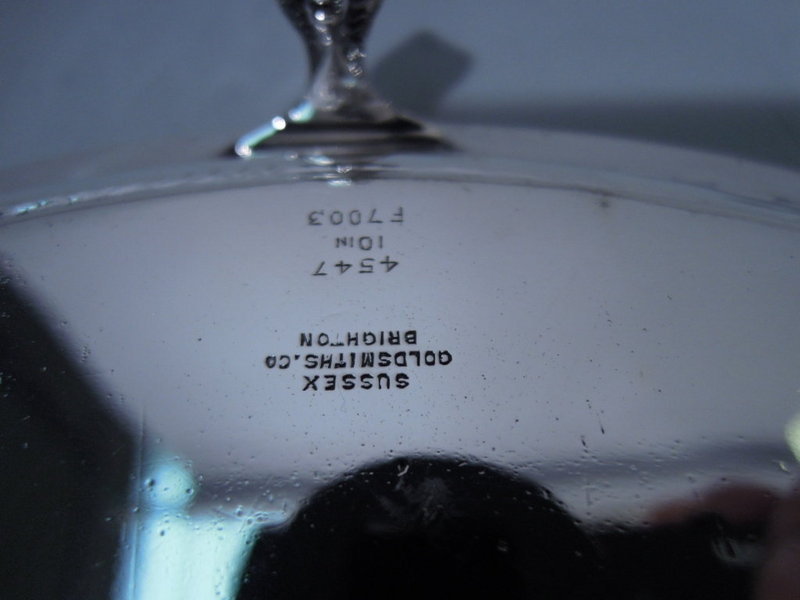 SUSSEX
GOLDSMITHS.CO
BRIGHTON
4547
10IN
F7003